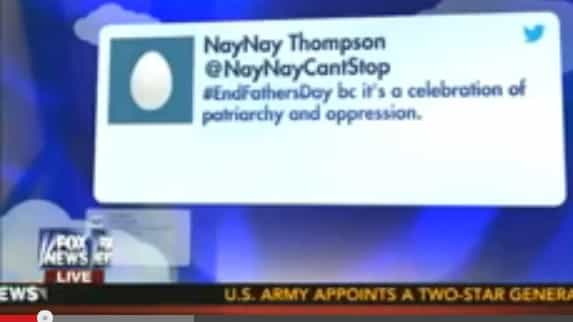 NayNay Thompson
@NayNayCantStop
#EndFathersDay bc it's a celebration of
patriarchy and oppression.
FOX
NEWS
LIVE
EWS
U.S. ARMY APPOINTS A TWO-STAR GENERA